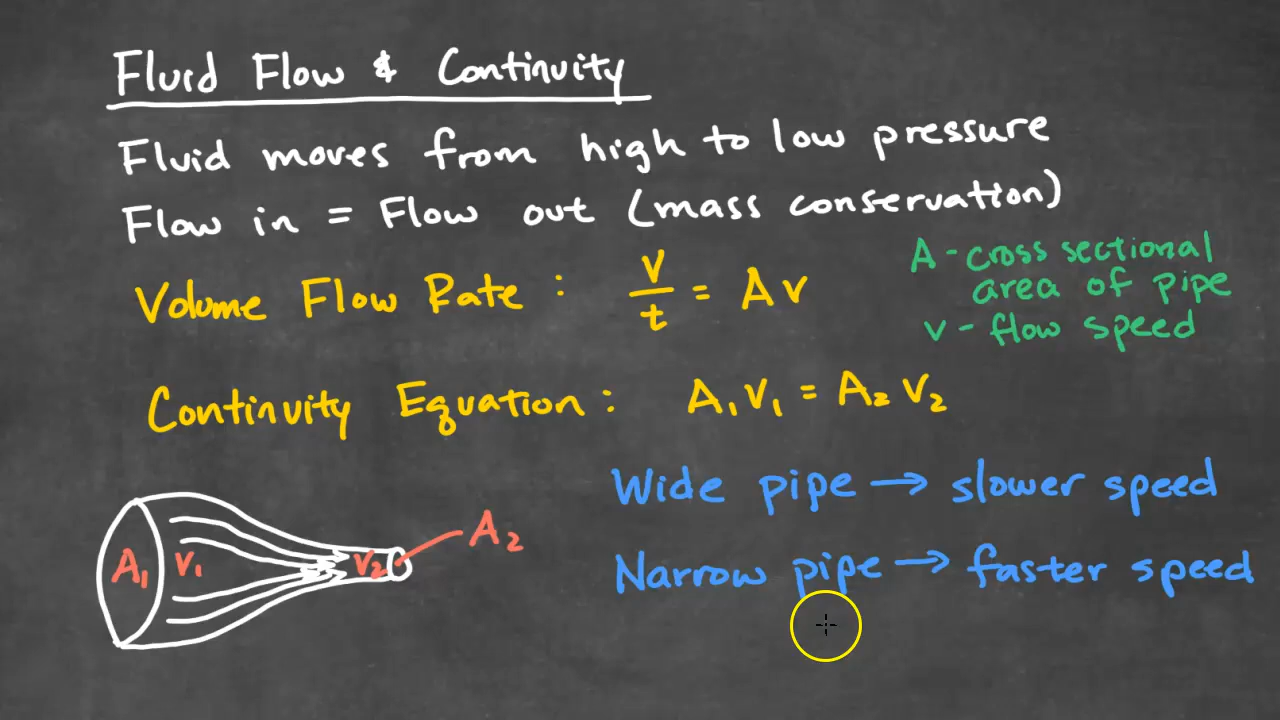 Fluid Flow & Continuity
Fluid moves from high to low pressure
Flow in = Flow out (mass conservation)
Volume Flow Rate : V/t = Av
A - cross sectional
area of pipe
v - flow speed
Continuity Equation : A₁V₁ = A₂V₂
Wide pipe → slower speed
Narrow pipe → faster speed
A₁ V₁ V₂ A₂